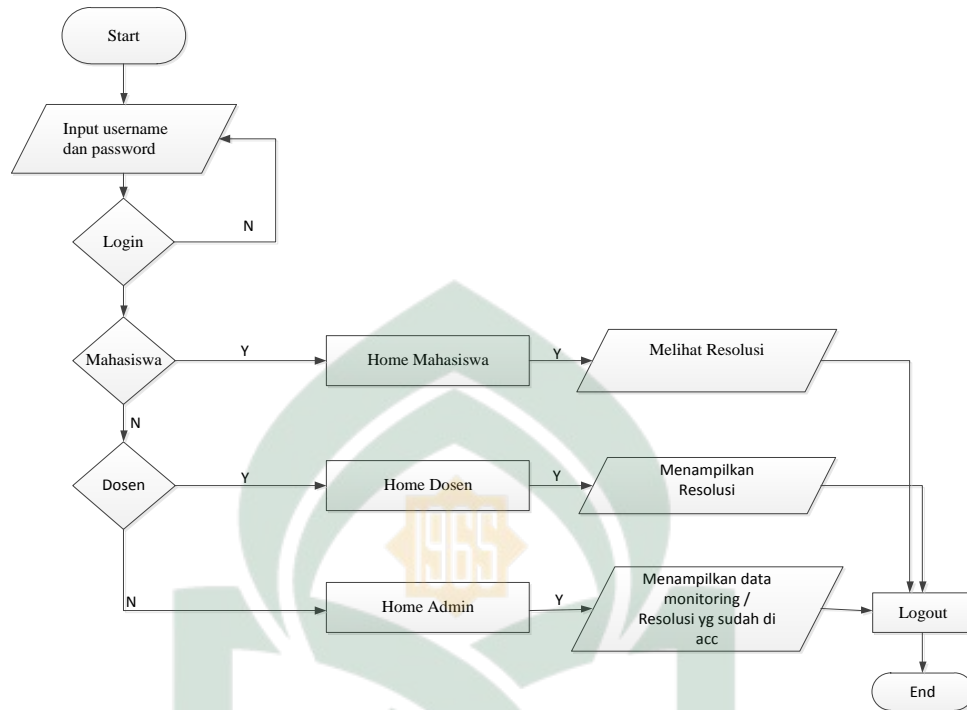 Start
Input username
dan password
N
Login
Mahasiswa
Y
Home Mahasiswa
Y
Melihat Resolusi
N
Dosen
Y
Home Dosen
Y
Menampilkan
Resolusi
1965
N
Home Admin
Y
Menampilkan data
monitoring /
Resolusi yg sudah di
acc
Logout
End